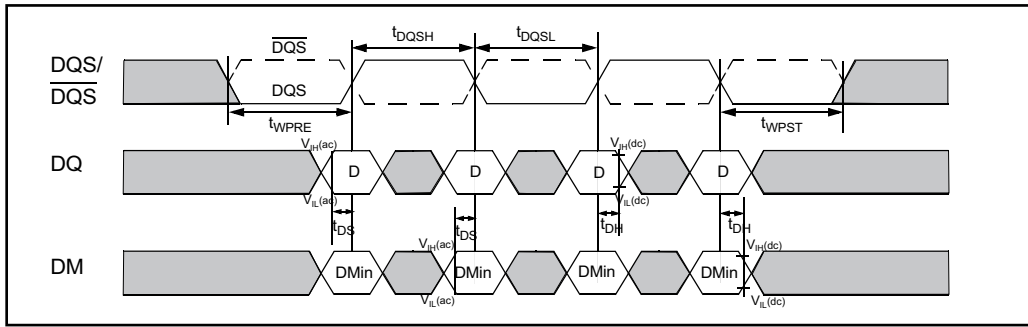 DQS/
DQS
DQS
DQS
tDQSH
tDQSL
tWPRE
tWPST
DQ
VIH(ac)
VIL(ac)
D
D
D
D
VIH(dc)
VIL(dc)
tDS
tDS
tDH
tDH
DM
VIH(ac)
VIL(ac)
DMin
DMin
DMin
DMin
VIH(dc)
VIL(dc)